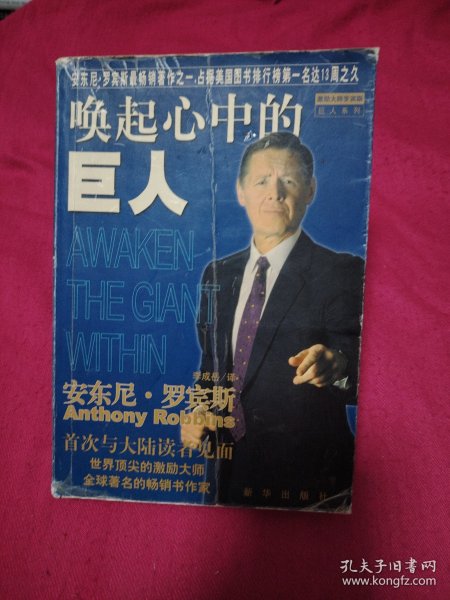 安东尼·罗宾斯最畅销著作之一·占据美国图书排行榜第一名达13周之久
激励大师李家森
巨人系列
唤起心中的
巨人
AWAKEN
THE GIANT
WITHIN
李成岳/译
安东尼·罗宾斯
Anthony Robbins
首次与大陆读者见面
世界顶尖的激励大师
全球著名的畅销书作家
新华出版社
孔夫子旧书网
www.kongfz.com